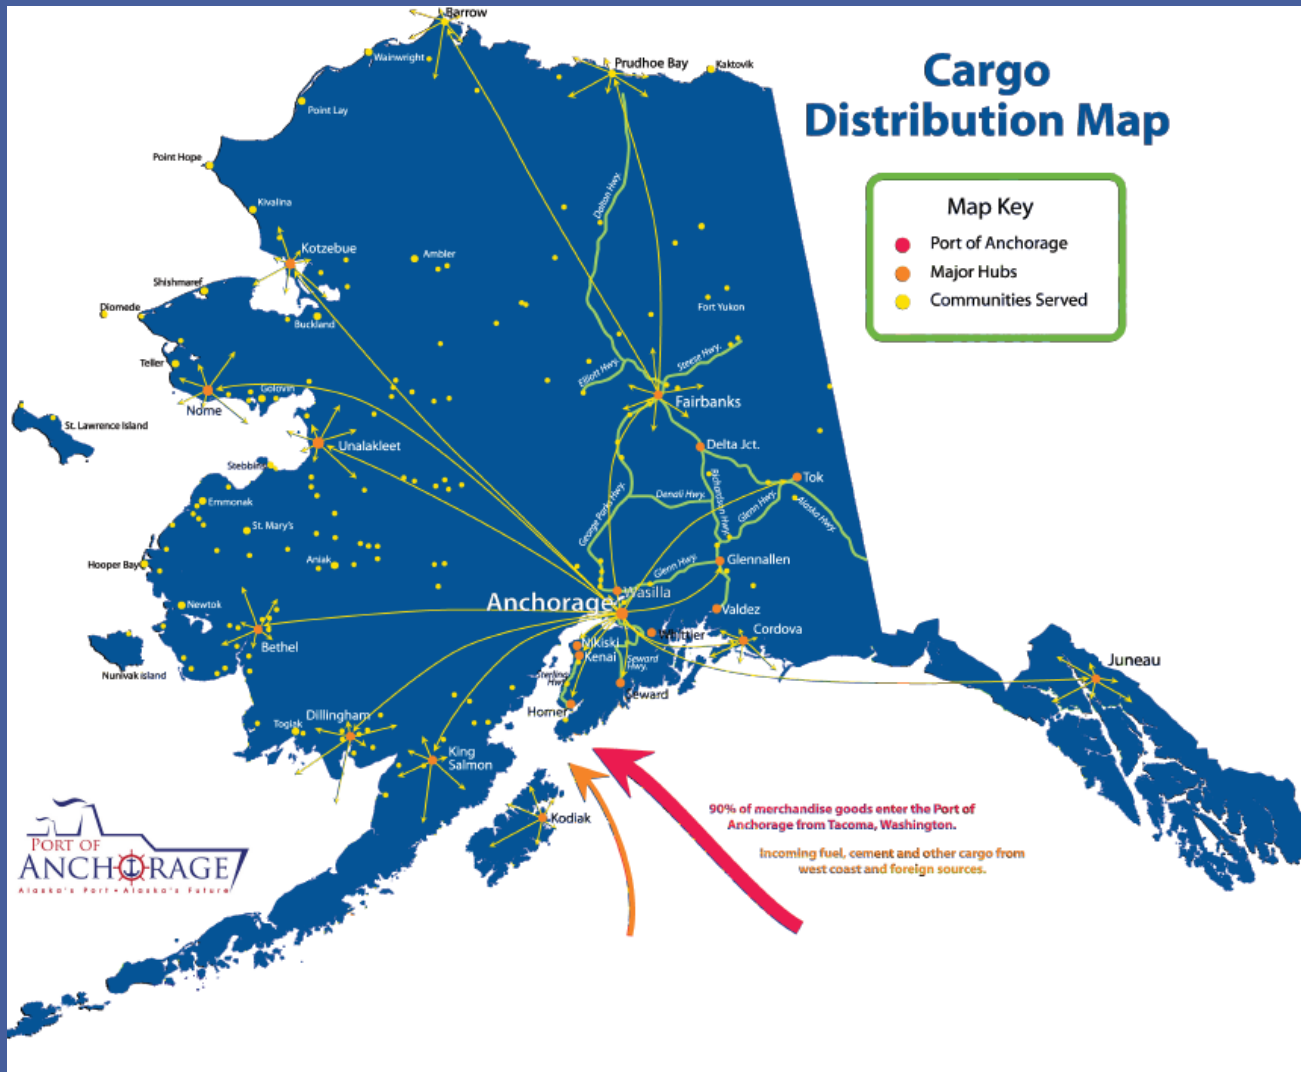 Barrow
Wainwright
Prudhoe Bay
Kaktovik
Cargo
Distribution Map
Point Lay
Point Hope
Dalton Hwy.
Map Key
Port of Anchorage
Major Hubs
Communities Served
Kivalina
Kotzebue
Ambler
Shishmaref
Diomede
Buckland
Fort Yukon
Teller
Elliott Hwy.
Steese Hwy.
Golovin
Nome
Fairbanks
St. Lawrence Island
Unalakleet
Delta Jct.
Stebbins
Tok
Emmonak
George Parks Hwy.
Denali Hwy.
Richardson Hwy.
Glenn Hwy.
Alaska Hwy.
St. Mary's
Hooper Bay
Aniak
Glenn Hwy.
Glennallen
Newtok
Anchorage
Wasilla
Valdez
Bethel
Nikiski
Whittier
Cordova
Kenai
Seward
Hwy.
Juneau
Nunivak island
Sterling
Hwy.
Seward
Homer
Togiak
Dillingham
King
Salmon
Kodiak
90% of merchandise goods enter the Port of
Anchorage from Tacoma, Washington.
Incoming fuel, cement and other cargo from
west coast and foreign sources.
PORT OF
ANCHORAGE
Alaska's Port • Alaska's Future